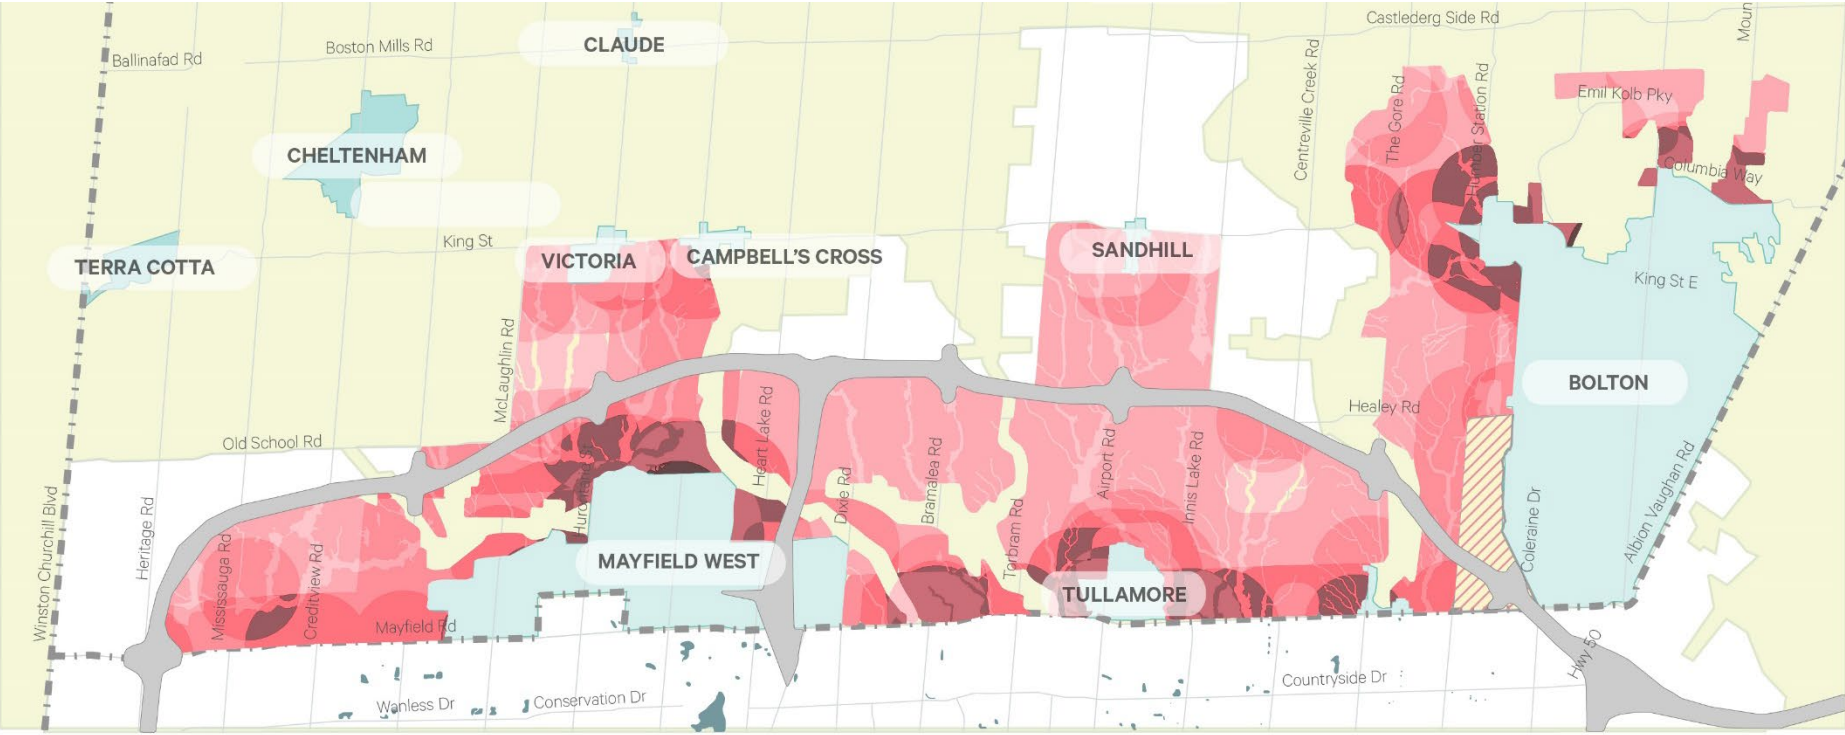 Castlederg Side Rd
Moun
CLAUDE
Boston Mills Rd
Ballinafad Rd
Centreville Creek Rd
The Gore Rd
Humber Station Rd
Emil Kolb Pky
CHELTENHAM
Columbia Way
King St
TERRA COTTA
VICTORIA
CAMPBELL'S CROSS
SANDHILL
King St E
McLaughlin Rd
BOLTON
Healey Rd
Old School Rd
Heart Lake Rd
Dixie Rd
Bramalea Rd
Torbram Rd
Airport Rd
Innis Lake Rd
Coleraine Dr
Albion Vaughan Rd
Winston Churchill Blvd
Heritage Rd
Mississauga Rd
Creditview Rd
MAYFIELD WEST
TULLAMORE
Mayfield Rd
Hwy 50
Countryside Dr
Wanless Dr
Conservation Dr